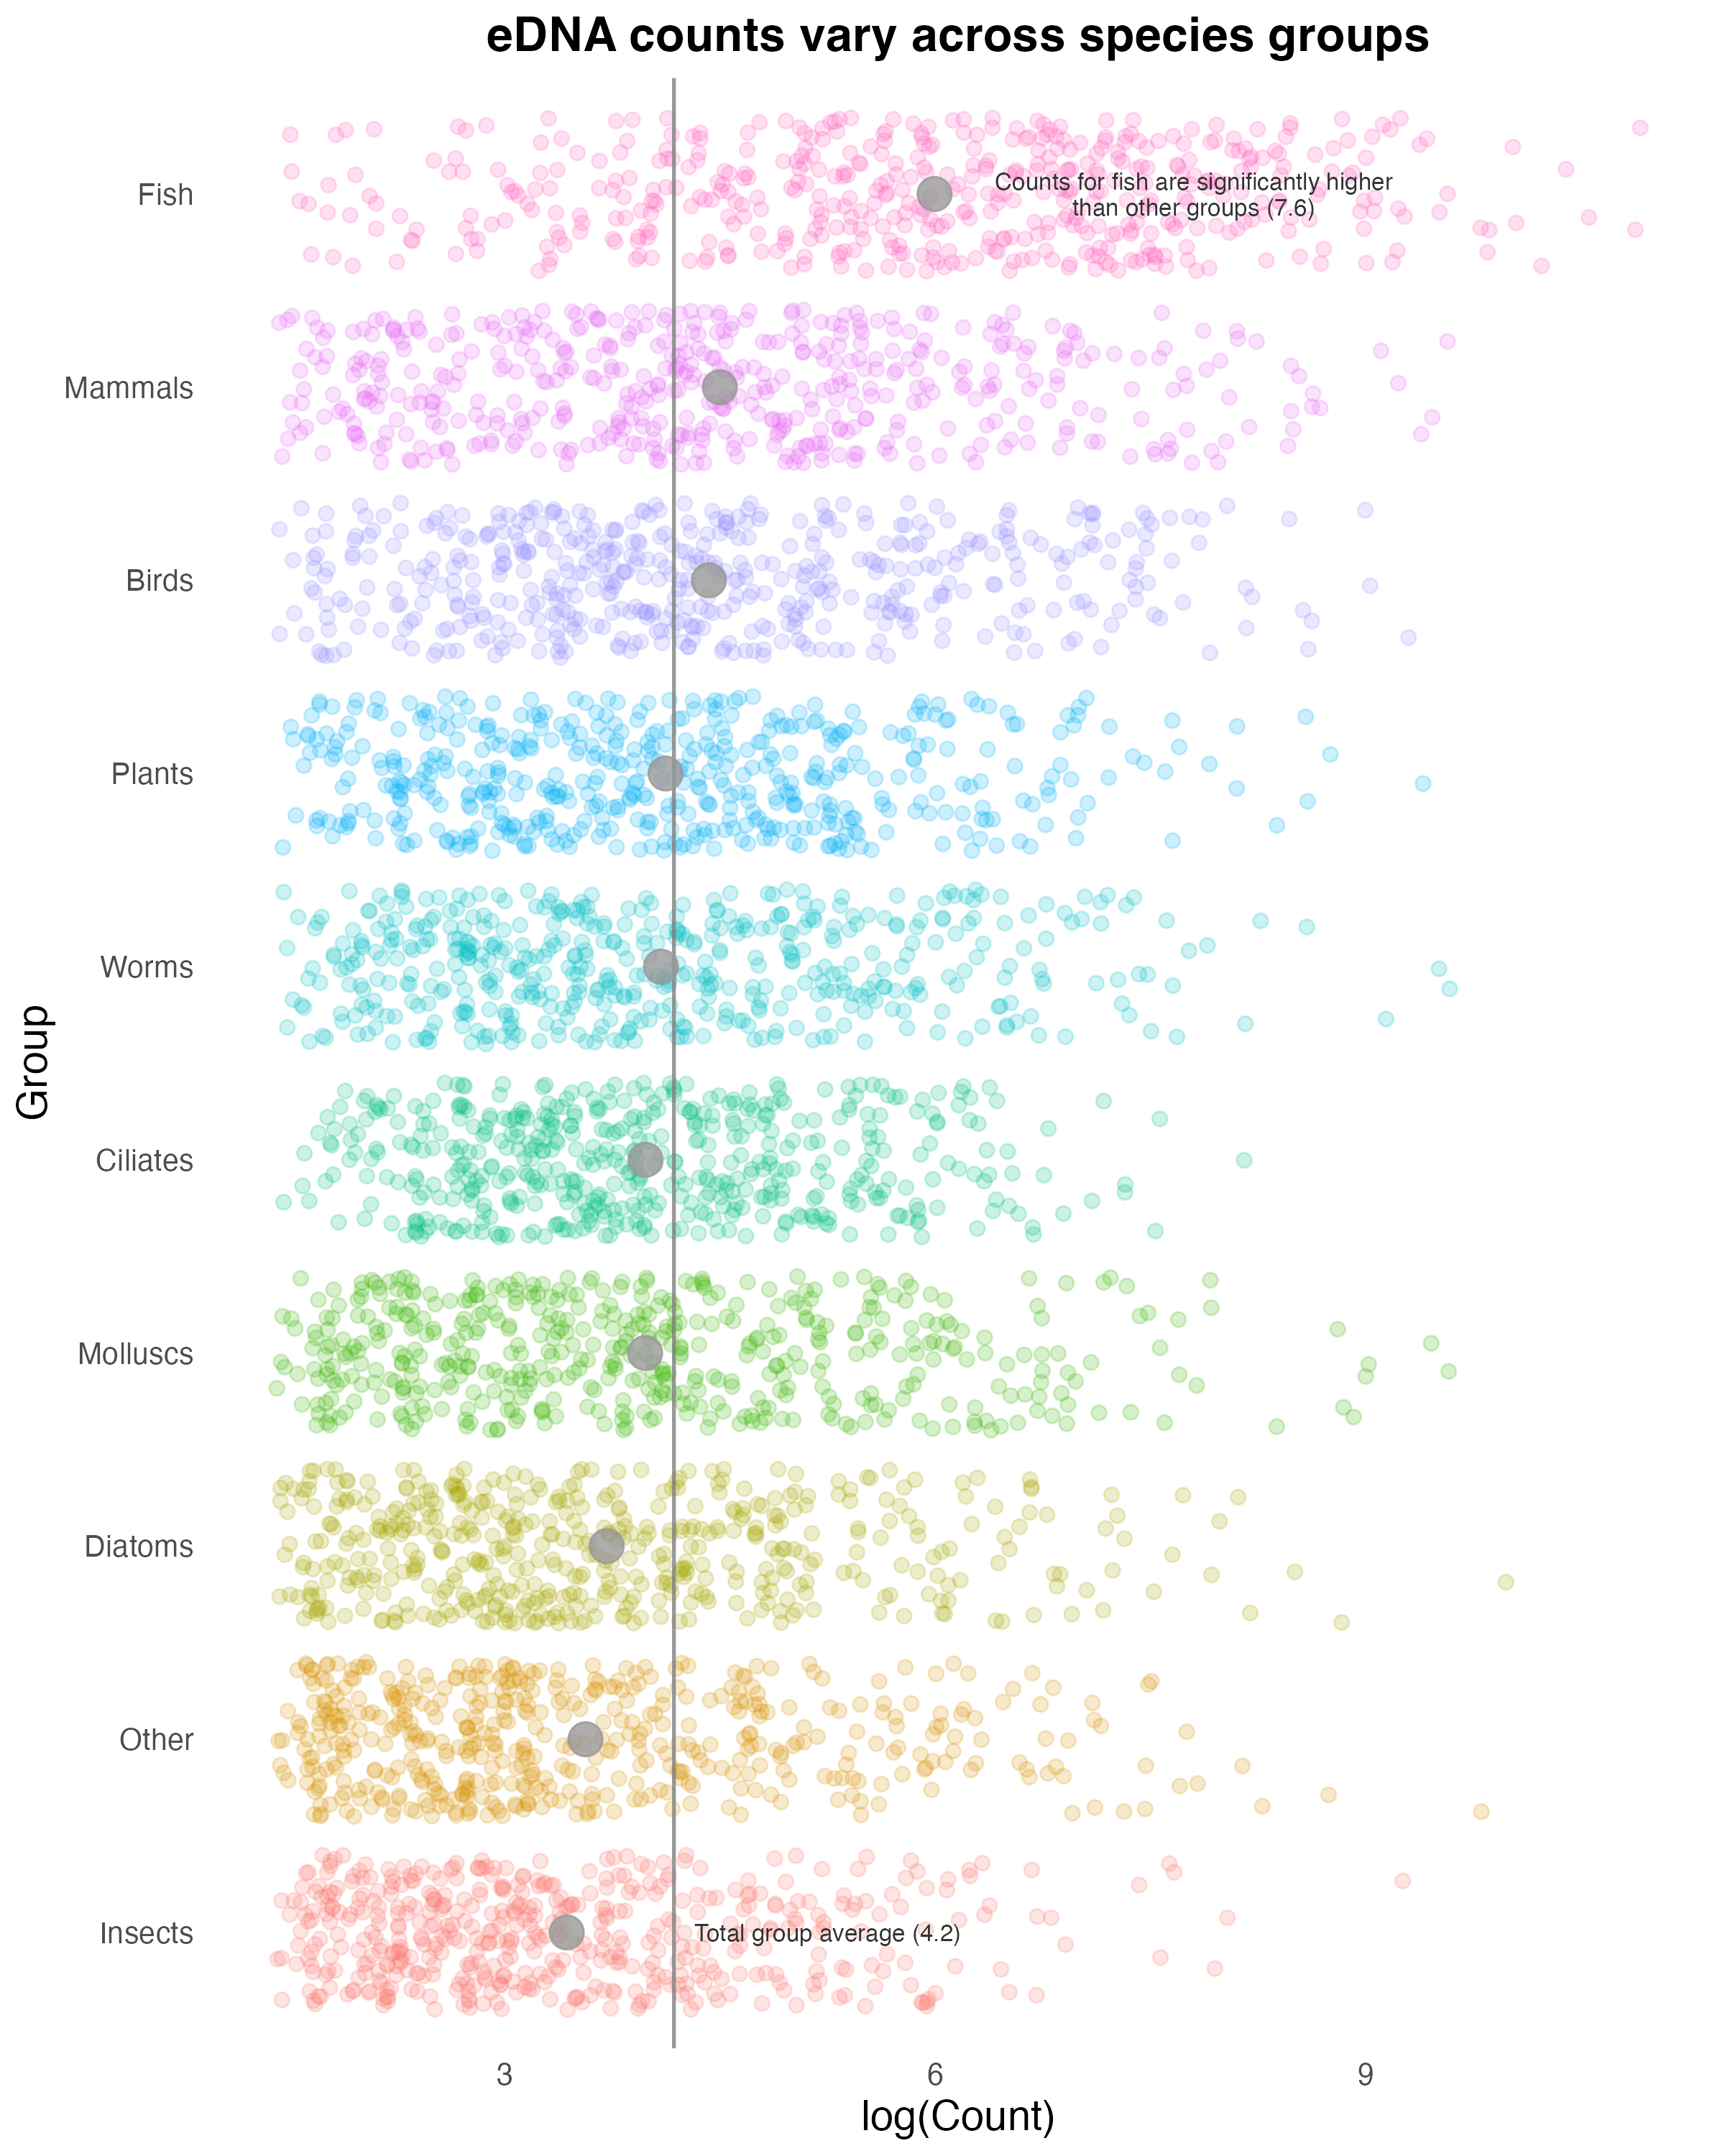 eDNA counts vary across species groups
Fish
Counts for fish are significantly higher
than other groups (7.6)
Mammals
Birds
Plants
Worms
Group
Ciliates
Molluscs
Diatoms
Other
Insects
Total group average (4.2)
3
6
9
log(Count)